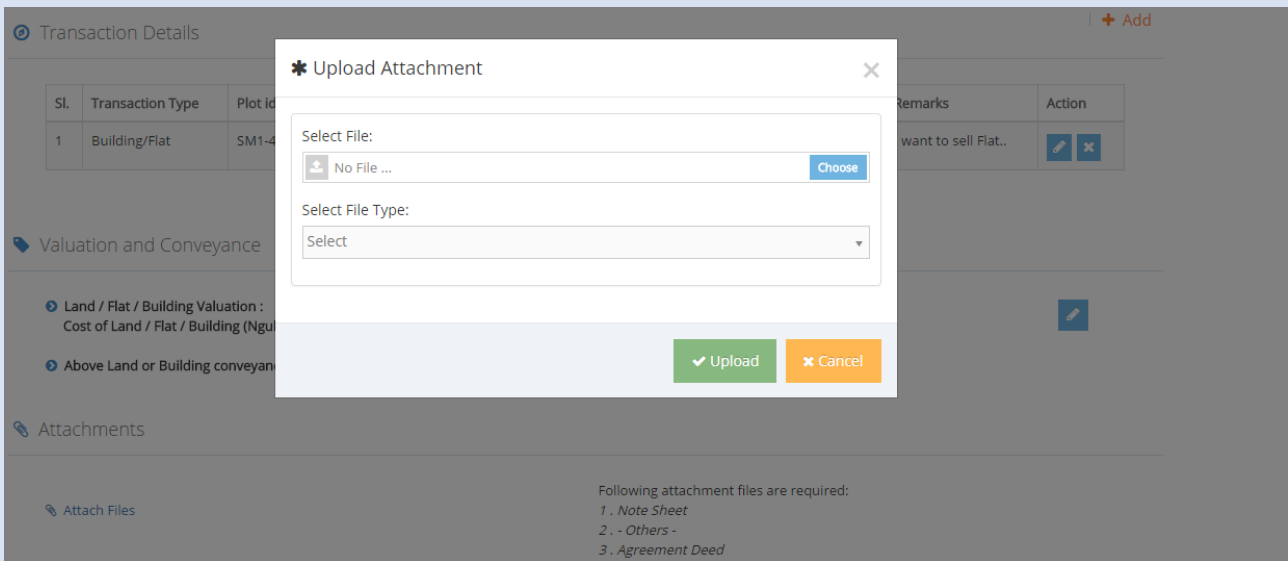 + Add
Transaction Details
Upload Attachment
×
Sl. Transaction Type Plot id Remarks Action
1 Building/Flat SM1-4 want to sell Flat..
Select File:
No File ... Choose
Select File Type:
Select
Valuation and Conveyance
Land / Flat / Building Valuation :
Cost of Land / Flat / Building (Ngul
Above Land or Building conveyan
Upload Cancel
Attachments
Attach Files
Following attachment files are required:
1 . Note Sheet
2 . - Others -
3 . Agreement Deed